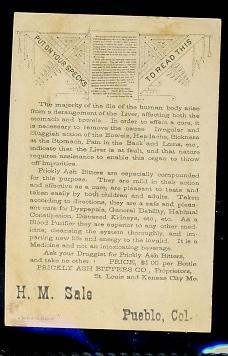 PUT ON YOUR SPECKS
TO READ THIS
The majority of the ills of the human body arise
from a derangement of the Liver, affecting both the
stomach and bowels. In order to effect a cure, it
is necessary to remove the cause. Irregular and
Sluggish action of the Bowels, Headache, Sickness
at the Stomach, Pain in the Back and Loins, etc.,
indicate that the Liver is at fault, and that nature
requires assistance to enable this organ to throw
off impurities.
Prickly Ash Bitters are especially compounded
for this purpose. They are mild in their action
and effective as a cure; are pleasant to taste and
taken easily by both children and adults. Taken
according to directions, they are a safe and pleas-
ant cure for Dyspepsia, General Debility, Habitual
Constipation, Diseased Kidneys, etc., etc. As a
Blood Purifier they are superior to any other med-
icine; cleansing the system thoroughly, and im-
parting new life and energy to the invalid. It is a
Medicine and not an intoxicating beverage.
Ask your Druggist for Prickly Ash Bitters,
and take no other. PRICE, $1.00 per Bottle
PRICKLY ASH BITTERS CO., Proprietors,
St. Louis and Kansas City Mo.
H. M. Sale
Pueblo, Col.